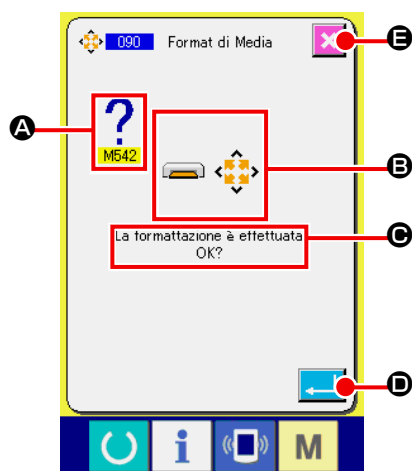 090 Format di Media
E
A
?
M542
B
La formattazione è effettuata
OK?
C
D
i
M